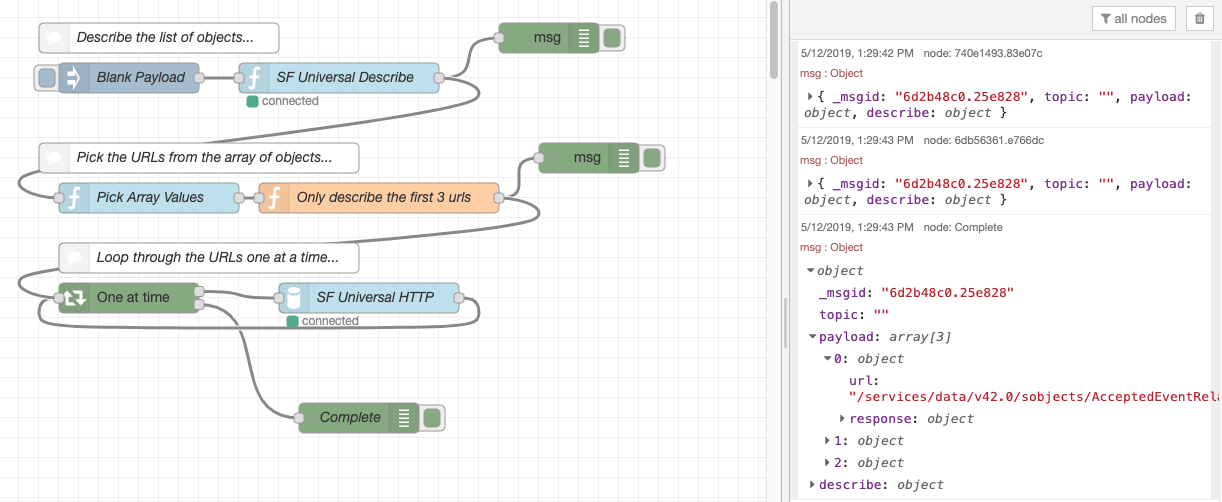 Describe the list of objects...
msg
Blank Payload
SF Universal Describe
connected
Pick the URLs from the array of objects...
msg
Pick Array Values
Only describe the first 3 urls
Loop through the URLs one at a time...
One at time
SF Universal HTTP
connected
Complete
all nodes
5/12/2019, 1:29:42 PM node: 740e1493.83e07c
msg : Object
{ _msgid: "6d2b48c0.25e828", topic: "", payload:
object, describe: object }
5/12/2019, 1:29:43 PM node: 6db56361.e766dc
msg : Object
{ _msgid: "6d2b48c0.25e828", topic: "", payload:
object, describe: object }
5/12/2019, 1:29:43 PM node: Complete
msg : Object
object
_msgid: "6d2b48c0.25e828"
topic: ""
payload: array[3]
0: object
url:
"/services/data/v42.0/sobjects/AcceptedEventRela
response: object
1: object
2: object
describe: object